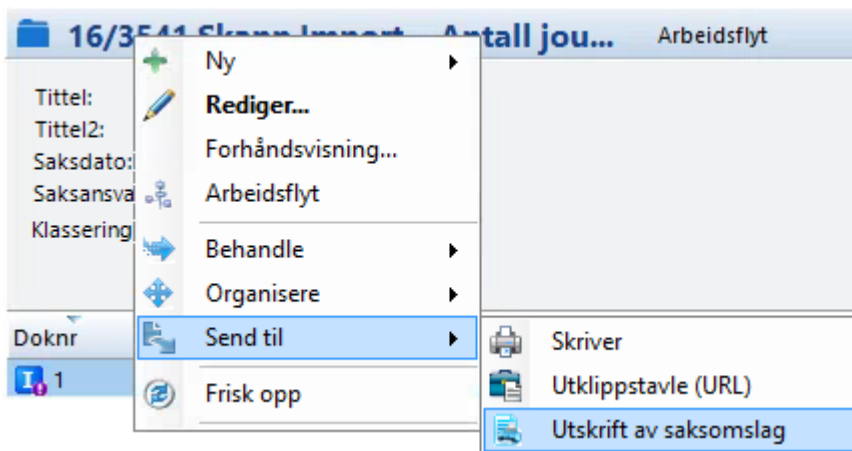 16/3541 Skann Import... Antall jou... Arbeidsflyt
Tittel:
Tittel2:
Saksdato:
Saksansva
Klassering
Ny
Rediger...
Forhåndsvisning...
Arbeidsflyt
Behandle
Organisere
Send til
Frisk opp
Doknr
1
Skriver
Utklippstavle (URL)
Utskrift av saksomslag